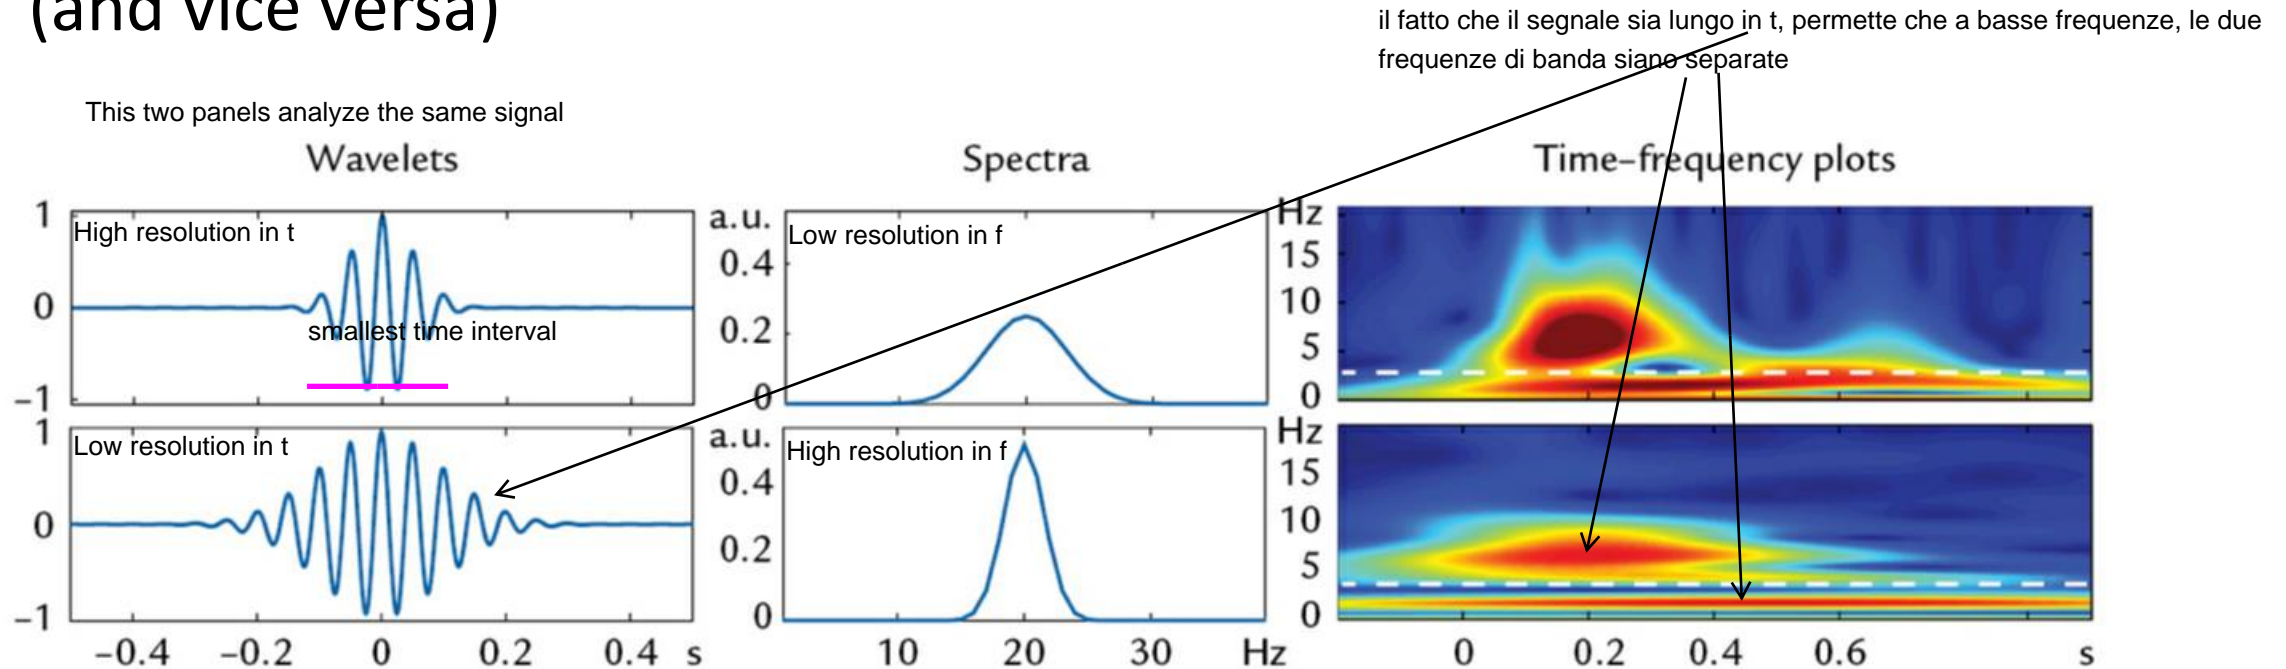 (and vice versa)
il fatto che il segnale sia lungo in t, permette che a basse frequenze, le due
frequenze di banda siano separate
This two panels analyze the same signal
Wavelets
Spectra
Time-frequency plots
1
0
-1
High resolution in t
smallest time interval
a.u.
0.4
0.2
0
Low resolution in f
Hz
15
10
5
0
1
0
-1
Low resolution in t
a.u.
0.4
0.2
0
High resolution in f
Hz
15
10
5
0
-0.4 -0.2 0 0.2 0.4 s
10 20 30 Hz
0 0.2 0.4 0.6 s